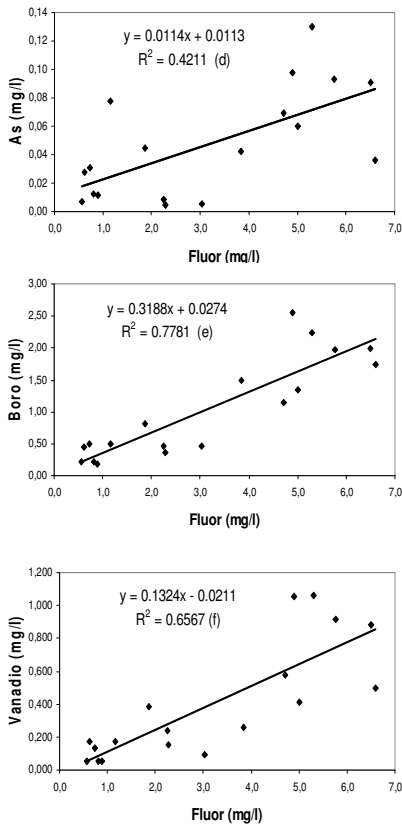 0,14
0,12
0,10
0,08
0,06
0,04
0,02
0,00
As (mg/l)
y = 0.0114x + 0.0113
R² = 0.4211 (d)
0,0 1,0 2,0 3,0 4,0 5,0 6,0 7,0
Fluor (mg/l)
3,00
2,50
2,00
1,50
1,00
0,50
0,00
Boro (mg/l)
y = 0.3188x + 0.0274
R² = 0.7781 (e)
0,0 1,0 2,0 3,0 4,0 5,0 6,0 7,0
Fluor (mg/l)
1,200
1,000
0,800
0,600
0,400
0,200
0,000
Vanadio (mg/l)
y = 0.1324x - 0.0211
R² = 0.6567 (f)
0,0 1,0 2,0 3,0 4,0 5,0 6,0 7,0
Fluor (mg/l)